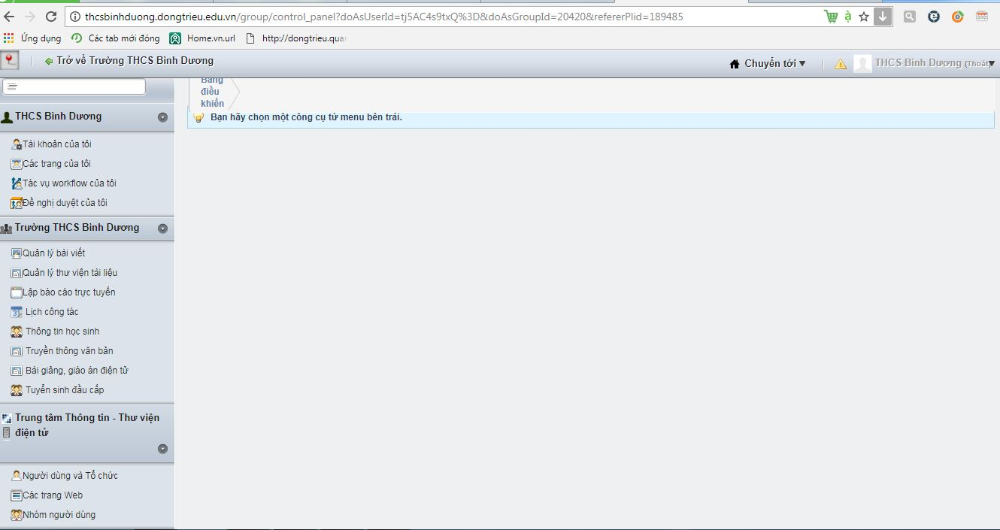 thcsbinhduong.dongtrieu.edu.vn/group/control_panel?doAsUserId=tj5AC4s9txQ%3D&doAsGroupId=20420&refererPlid=189485
Ứng dụng Các tab mới đóng Home.vn.url http://dongtrieu.quan
Trở về Trường THCS Bình Dương Chuyển tới THCS Bình Dương (Thoát)
Bảng
điều
khiển
Bạn hãy chọn một công cụ từ menu bên trái.
THCS Bình Dương
Tài khoản của tôi
Các trang của tôi
Tác vụ workflow của tôi
Đề nghị duyệt của tôi
Trường THCS Bình Dương
Quản lý bài viết
Quản lý thư viện tài liệu
Lập báo cáo trực tuyến
31 Lịch công tác
Thông tin học sinh
Truyền thông văn bản
Bài giảng, giáo án điện tử
Tuyển sinh đầu cấp
Trung tâm Thông tin - Thư viện
điện tử
Người dùng và Tổ chức
Các trang Web
Nhóm người dùng